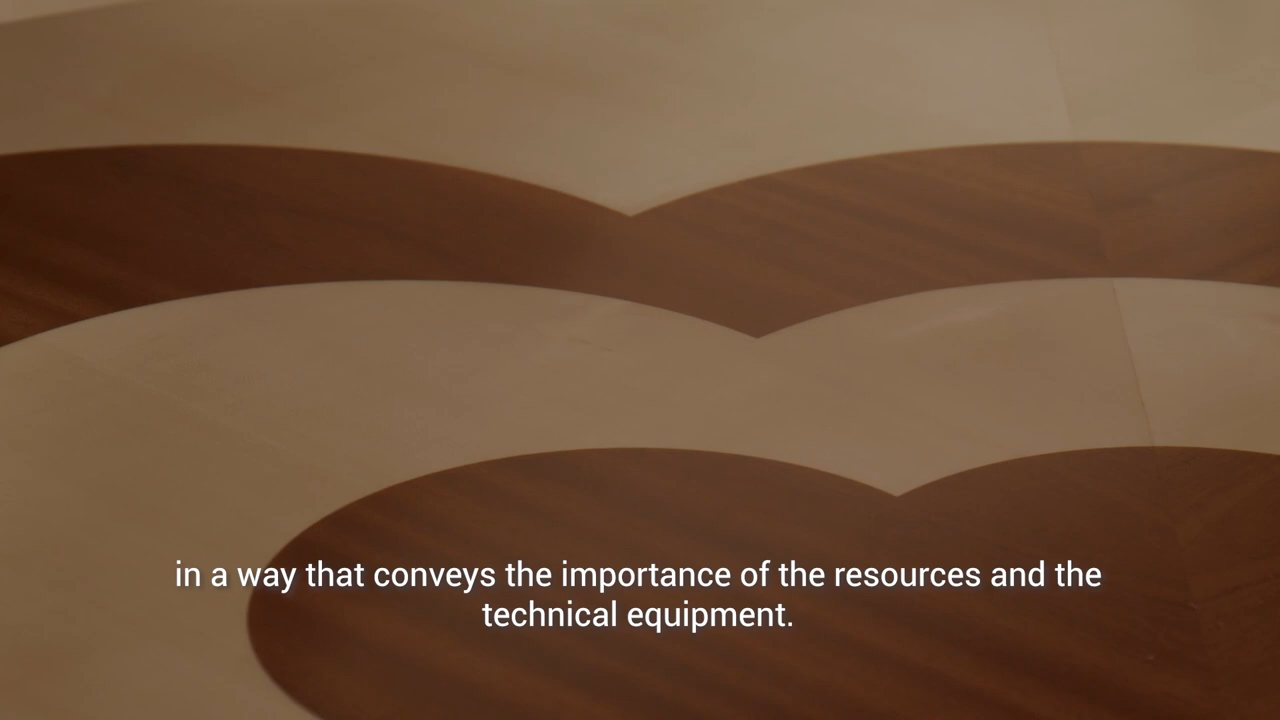 in a way that conveys the importance of the resources and the
technical equipment.